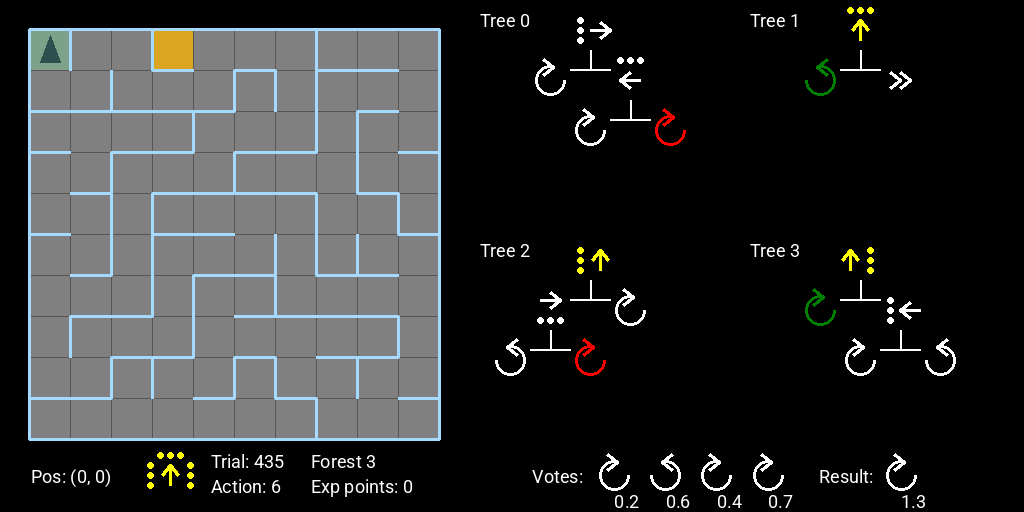 Tree 0
Tree 1
Tree 2
Tree 3
Pos: (0, 0)
Trial: 435
Forest 3
Action: 6
Exp points: 0
Votes:
0.2
0.6
0.4
0.7
Result:
1.3